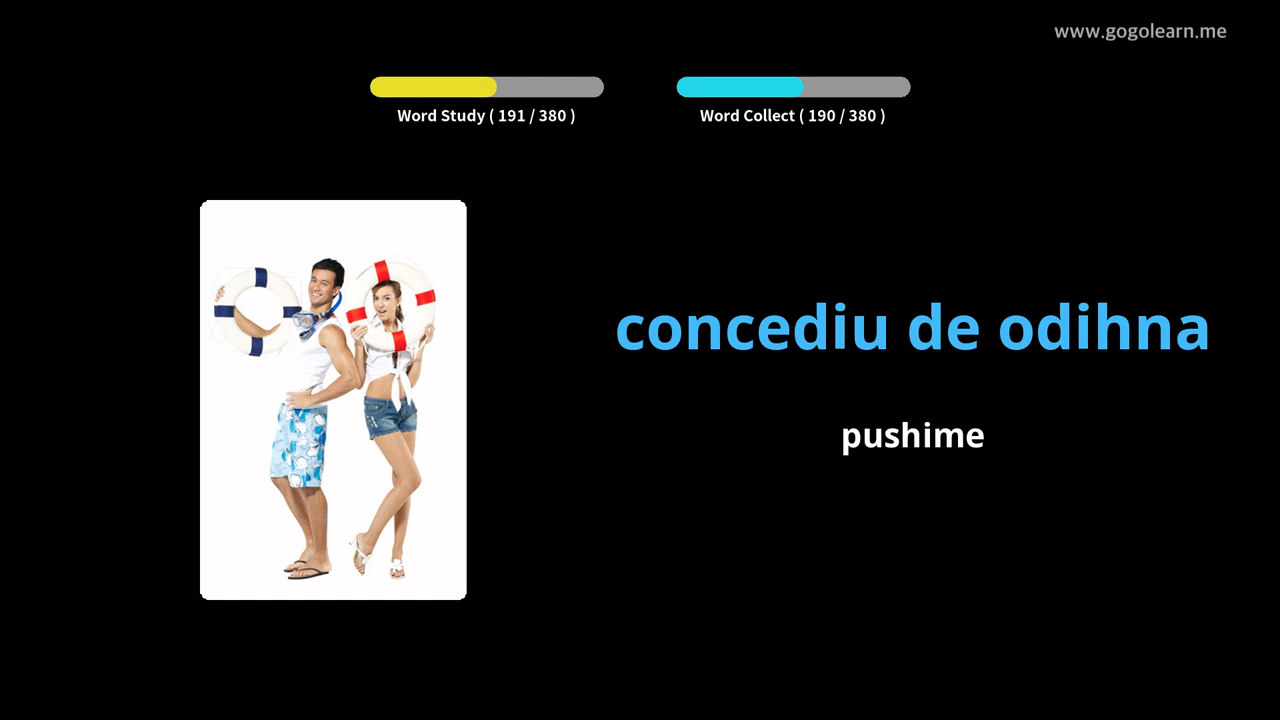 www.gogolearn.me
Word Study ( 191 / 380 )
Word Collect ( 190 / 380 )
concediu de odihna
pushime